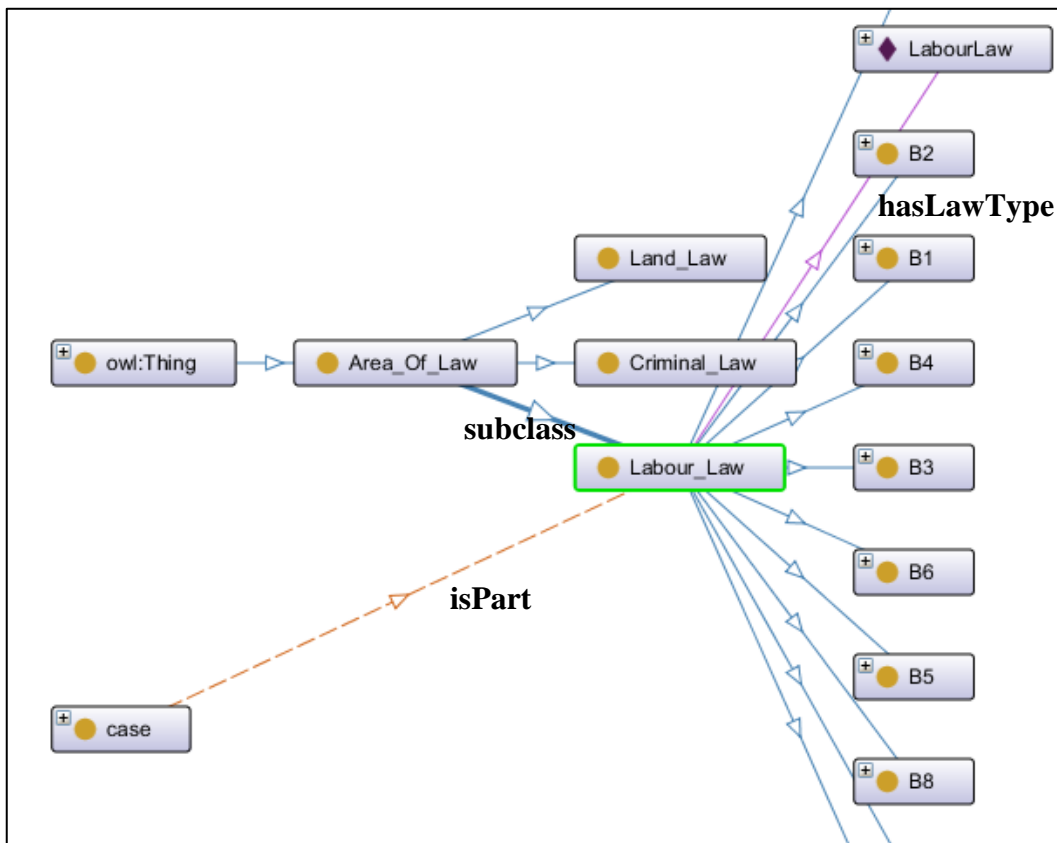 LabourLaw
B2
hasLawType
Land_Law
B1
owl:Thing
Area_Of_Law
Criminal_Law
B4
subclass
Labour_Law
B3
B6
isPart
B5
case
B8